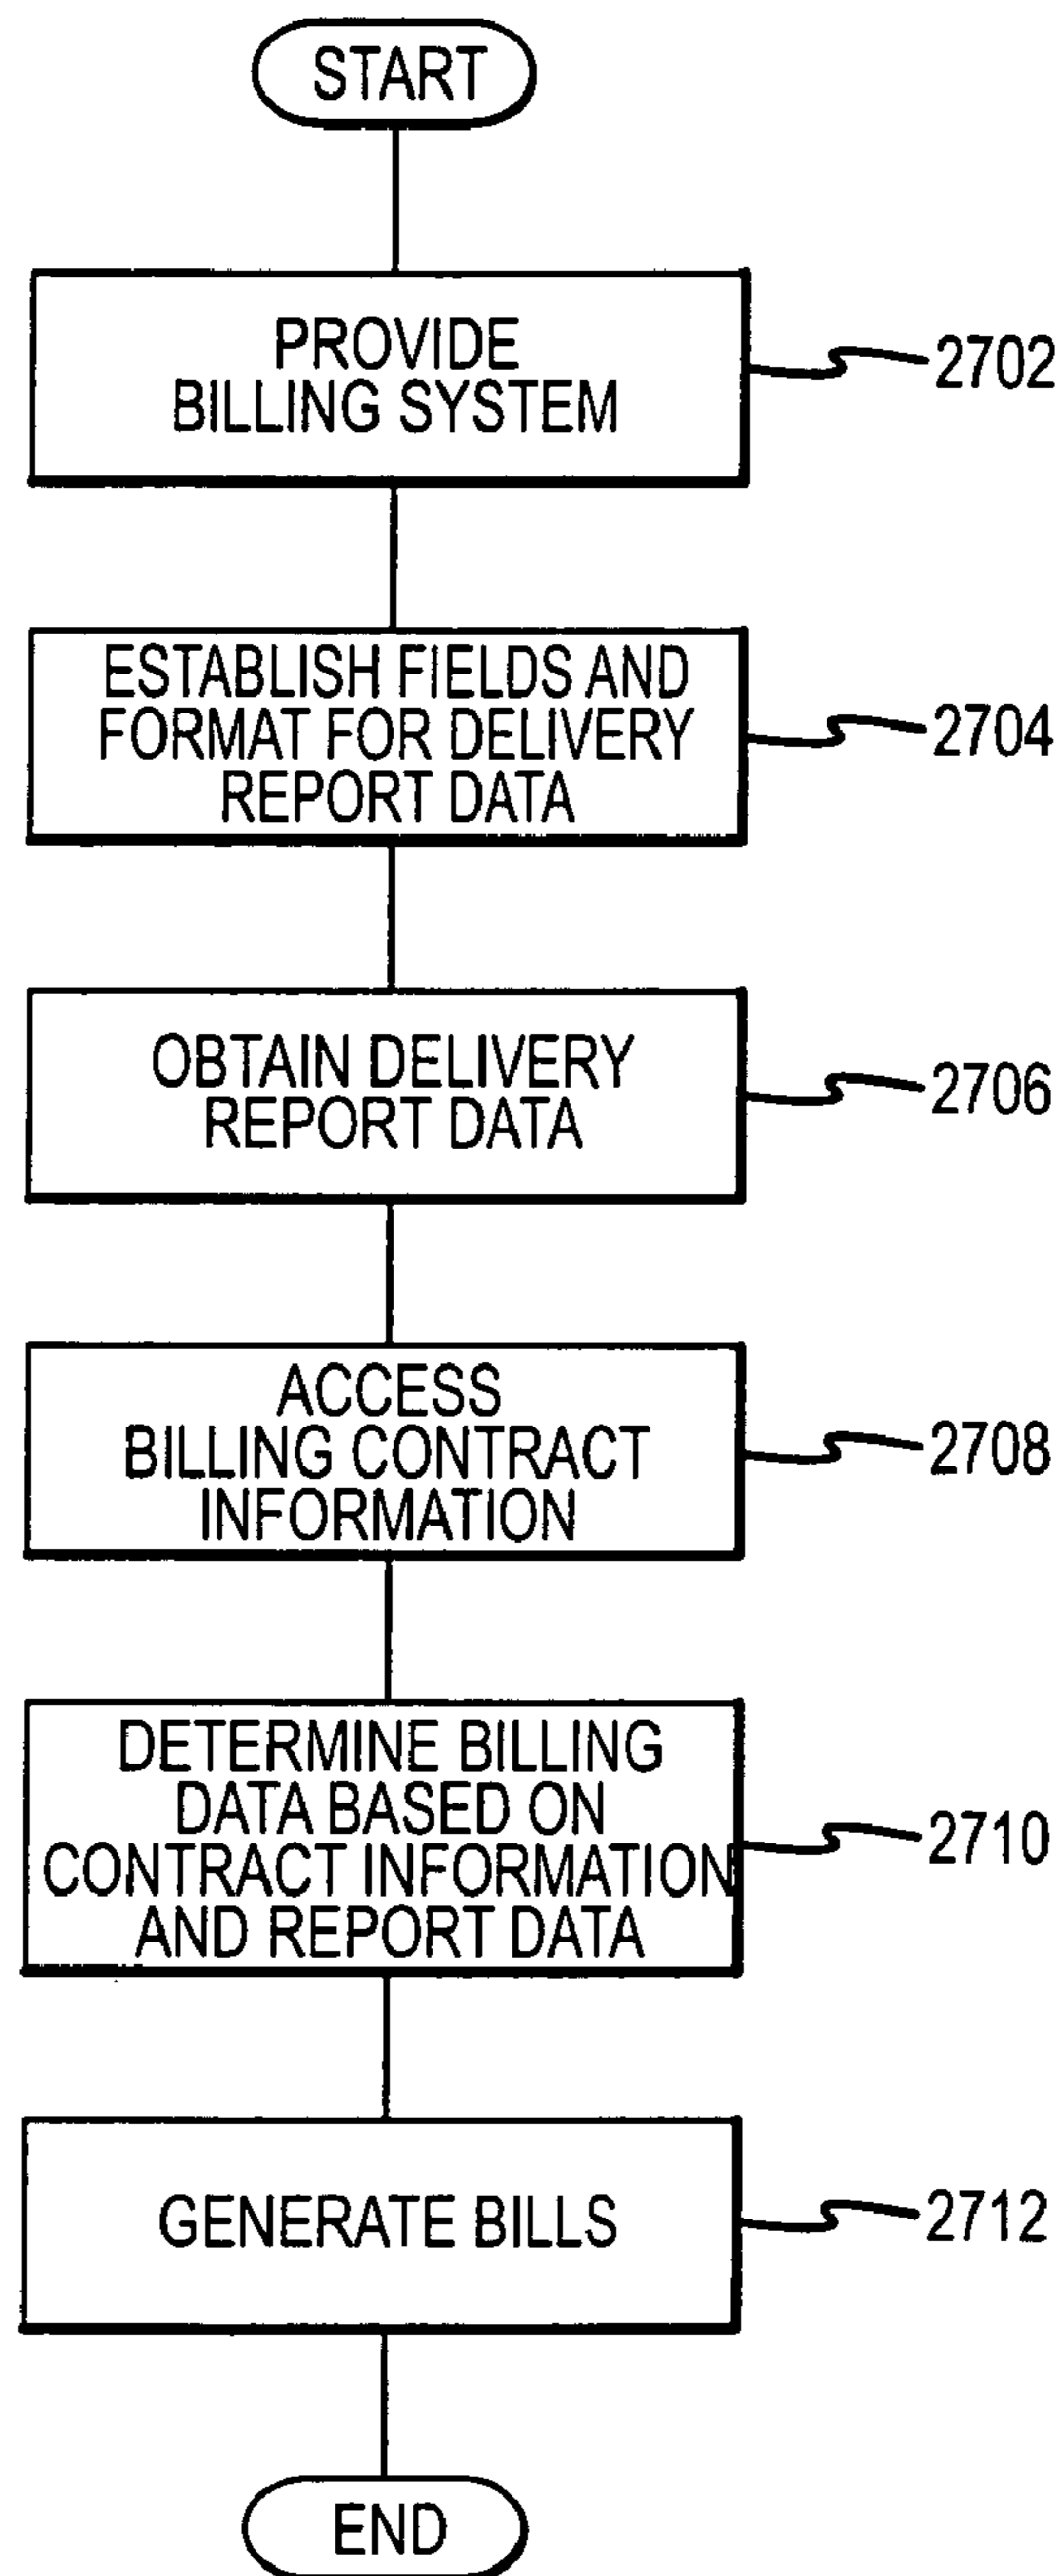 START
PROVIDE
BILLING SYSTEM
2702
ESTABLISH FIELDS AND
FORMAT FOR DELIVERY
REPORT DATA
2704
OBTAIN DELIVERY
REPORT DATA
2706
ACCESS
BILLING CONTRACT
INFORMATION
2708
DETERMINE BILLING
DATA BASED ON
CONTRACT INFORMATION
AND REPORT DATA
2710
GENERATE BILLS
2712
END